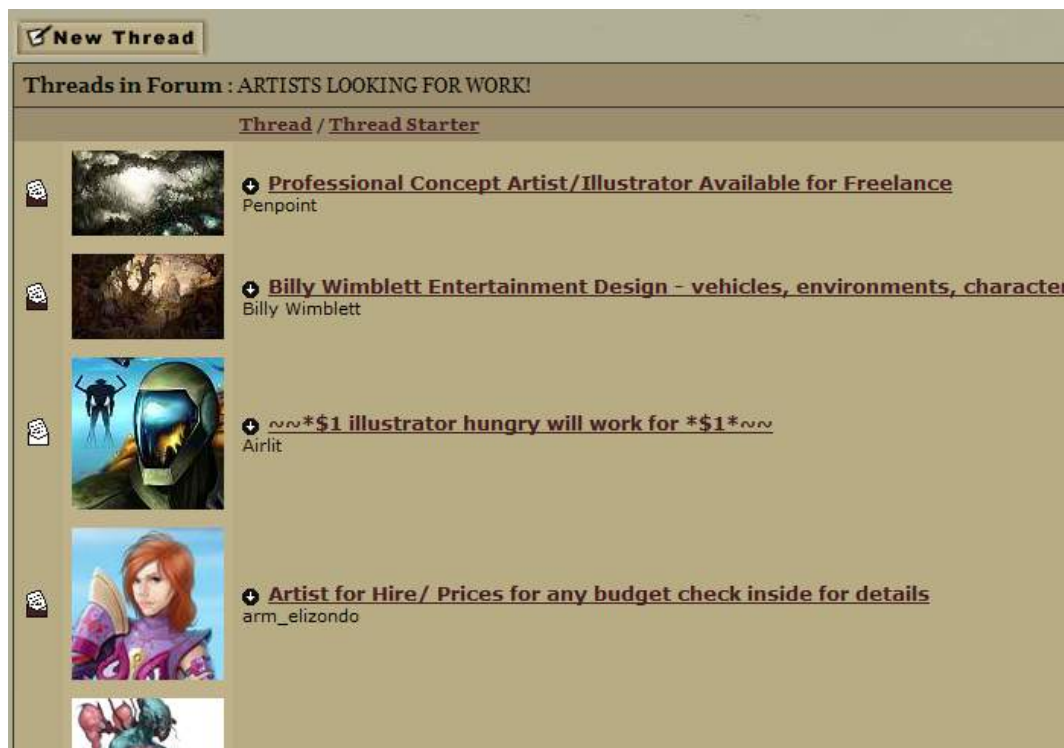 New Thread
Threads in Forum : ARTISTS LOOKING FOR WORK!
Thread / Thread Starter
Professional Concept Artist/Illustrator Available for Freelance
Penpoint
Billy Wimblett Entertainment Design - vehicles, environments, character
Billy Wimblett
~~*$1 illustrator hungry will work for *$1*~~
Airlit
Artist for Hire/ Prices for any budget check inside for details
arm_elizondo